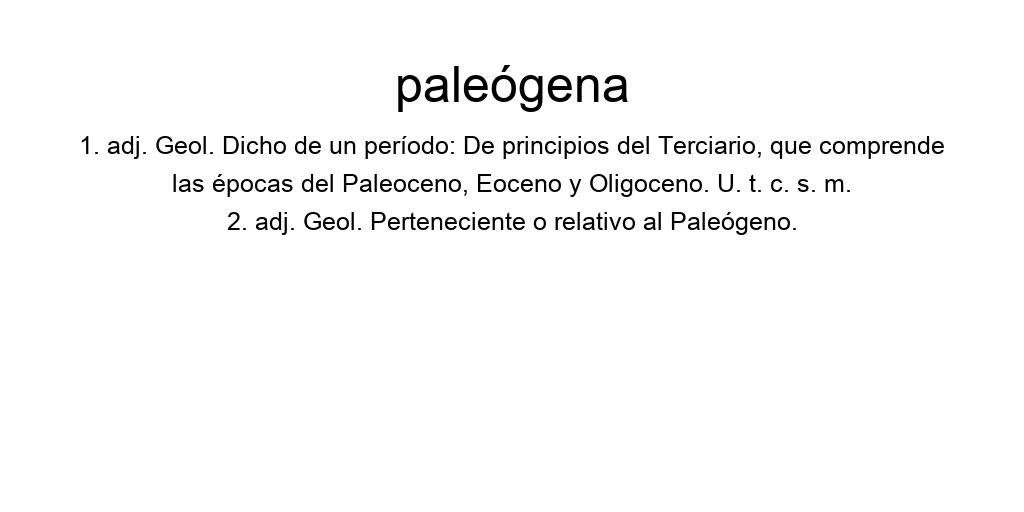 paleógena
1. adj. Geol. Dicho de un período: De principios del Terciario, que comprende
las épocas del Paleoceno, Eoceno y Oligoceno. U. t. c. s. m.
2. adj. Geol. Perteneciente o relativo al Paleógeno.